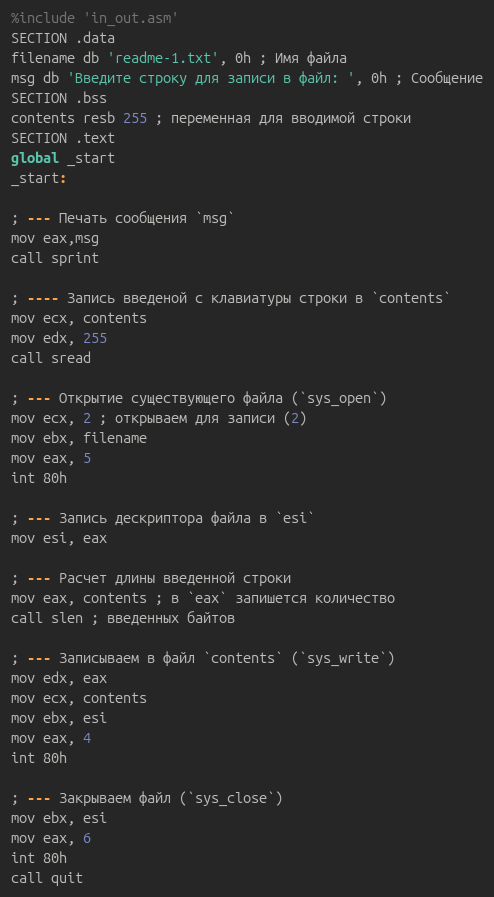 %include 'in_out.asm'
SECTION .data
filename db 'readme-1.txt', 0h ; Имя файла
msg db 'Введите строку для записи в файл: ', 0h ; Сообщение
SECTION .bss
contents resb 255 ; переменная для вводимой строки
SECTION .text
global _start
_start:
; --- Печать сообщения `msg`
mov eax,msg
call sprint
; ---- Запись введеной с клавиатуры строки в `contents`
mov ecx, contents
mov edx, 255
call sread
; --- Открытие существующего файла (`sys_open`)
mov ecx, 2 ; открываем для записи (2)
mov ebx, filename
mov eax, 5
int 80h
; --- Запись дескриптора файла в `esi`
mov esi, eax
; --- Расчет длины введенной строки
mov eax, contents ; в `eax` запишется количество
call slen ; введенных байтов
; --- Записываем в файл `contents` (`sys_write`)
mov edx, eax
mov ecx, contents
mov ebx, esi
mov eax, 4
int 80h
; --- Закрываем файл (`sys_close`)
mov ebx, esi
mov eax, 6
int 80h
call quit